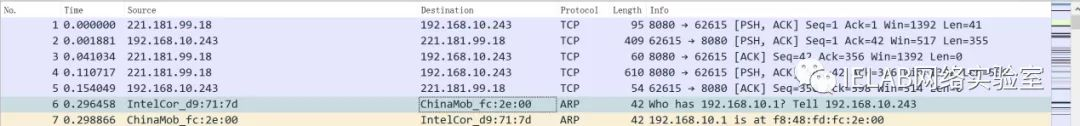 No. Time Source Destination Protocol Length Info
1 0.000000 221.181.99.18 192.168.10.243 TCP 95 8080 → 62615 [PSH, ACK] Seq=1 Ack=1 Win=1392 Len=41
2 0.001881 192.168.10.243 221.181.99.18 TCP 409 62615 → 8080 [PSH, ACK] Seq=1 Ack=42 Win=517 Len=355
3 0.041034 221.181.99.18 192.168.10.243 TCP 60 8080 → 62615 [ACK] Seq=42 Ack=356 Win=1392 Len=0
4 0.110717 221.181.99.18 192.168.10.243 TCP 610 8080 → 62615 [PSH, ACK]
5 0.154049 192.168.10.243 221.181.99.18 TCP 54 62615 → 8080 [ACK]
IELAB网络实验室
6 0.296458 IntelCor_d9:71:7d ChinaMob_fc:2e:00 ARP 42 Who has 192.168.10.1? Tell 192.168.10.243
7 0.298866 ChinaMob_fc:2e:00 IntelCor_d9:71:7d ARP 42 192.168.10.1 is at f8:48:fd:fc:2e:00